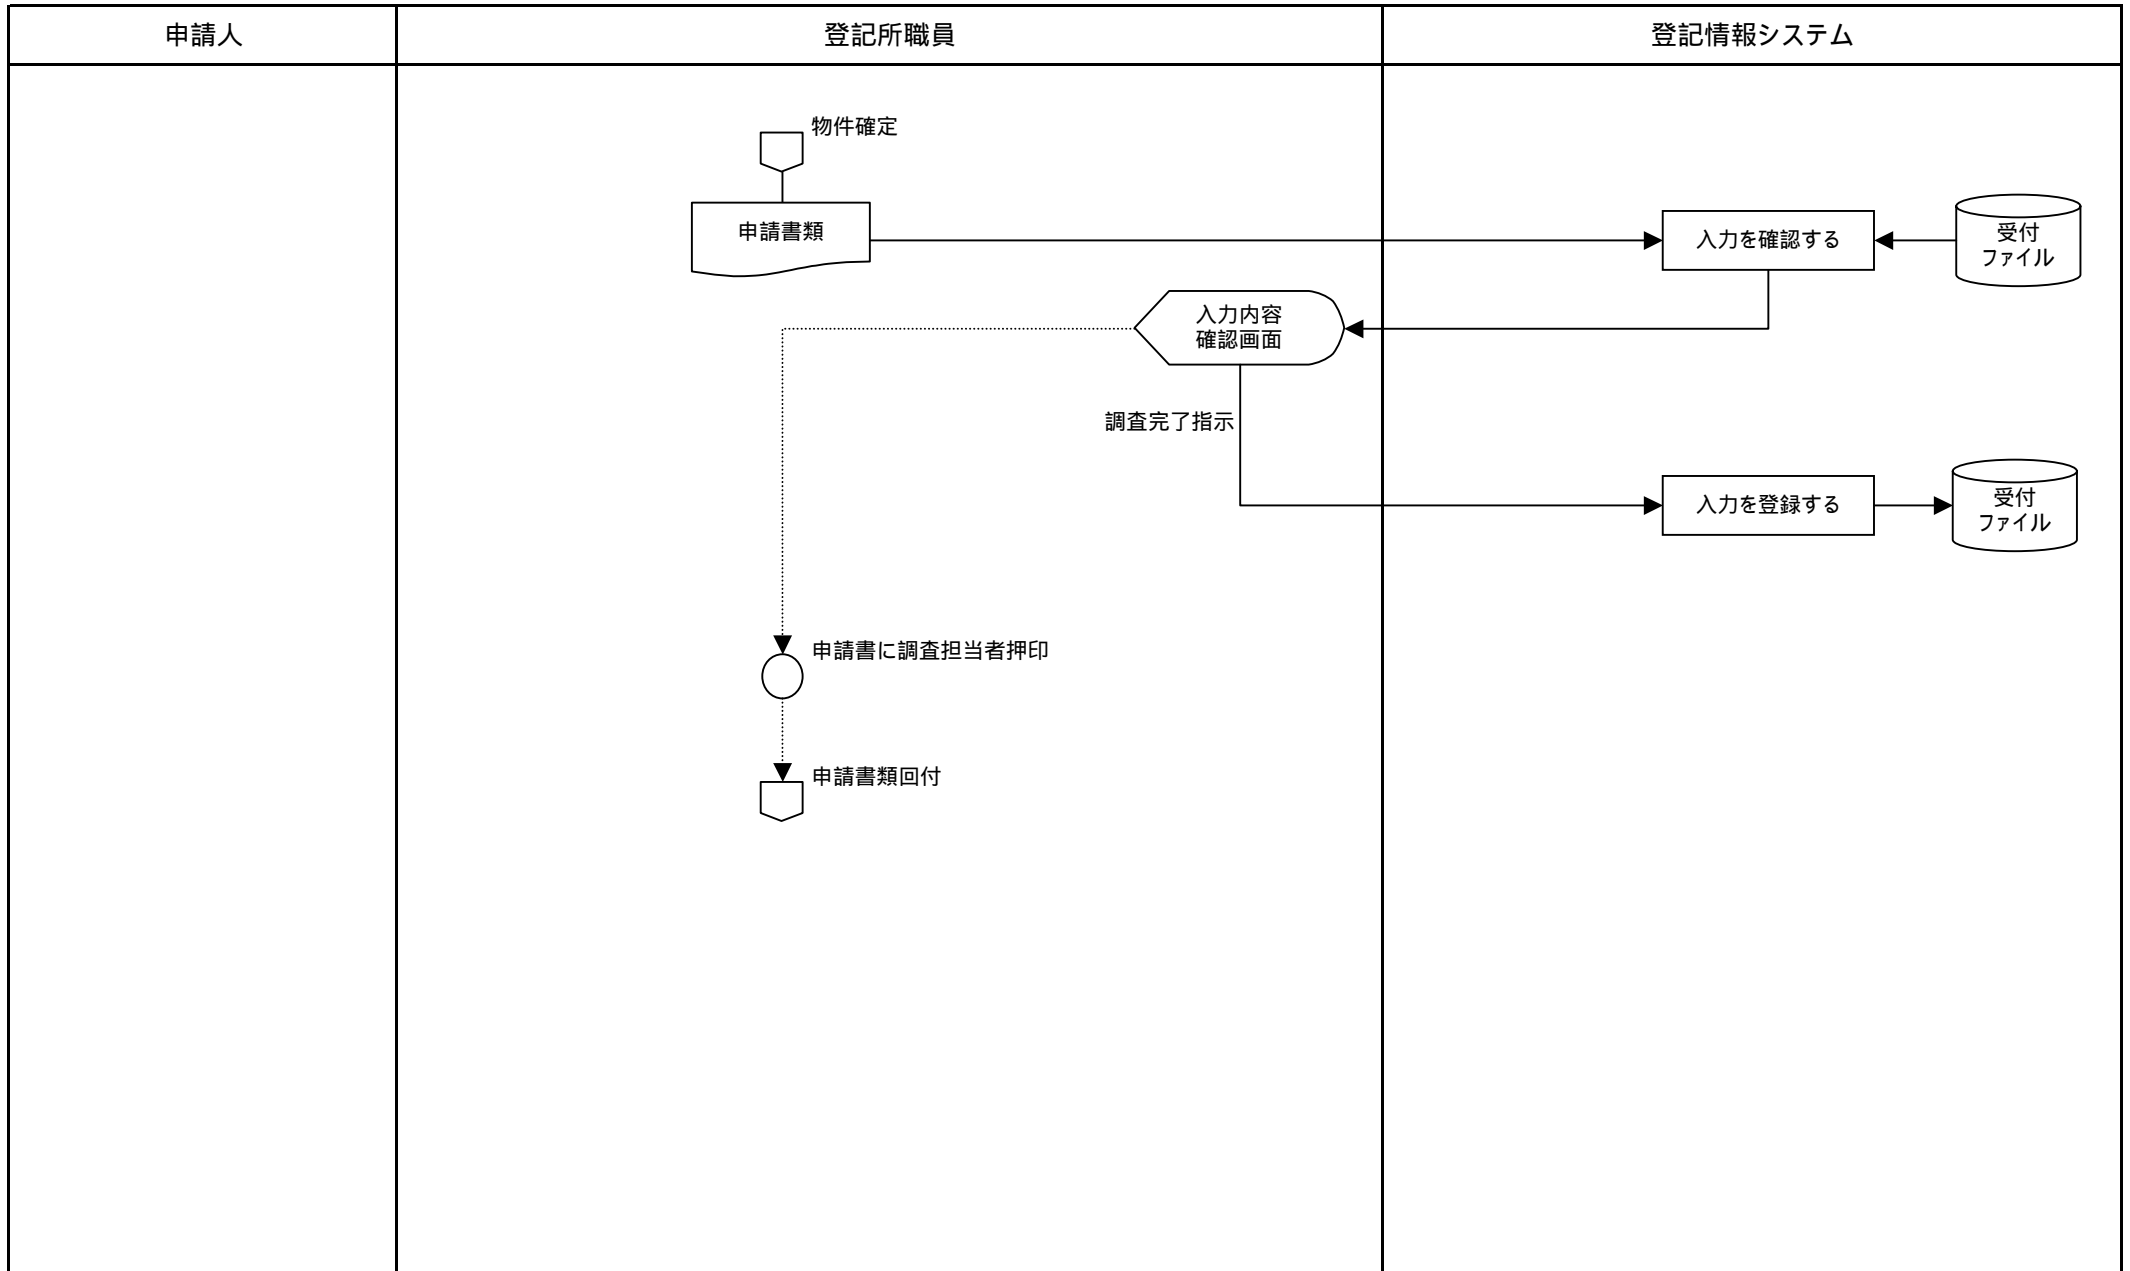 申請人
登記所職員
登記情報システム
物件確定
申請書類
入力を確認する
受付
ファイル
入力内容
確認画面
調査完了指示
入力を登録する
受付
ファイル
申請書に調査担当者押印
申請書類回付